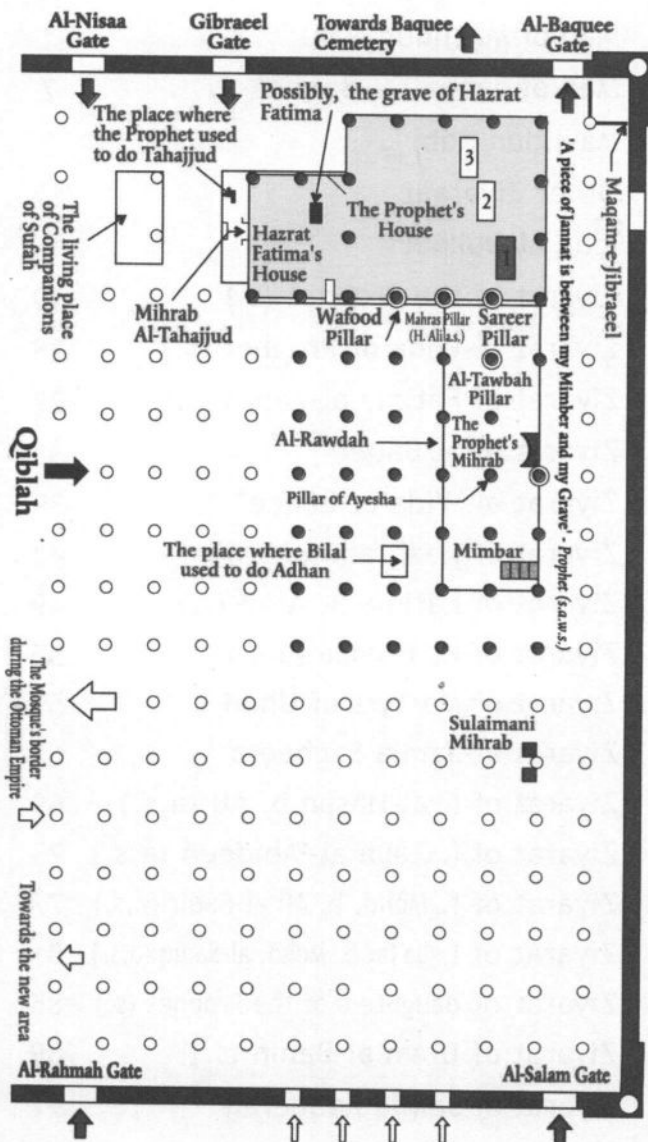 Al-Nisaa
Gate
Gibraeel
Gate
Towards Baquee
Cemetery
Al-Baquee
Gate
The place where
the Prophet used
to do Tahajjud
Possibly, the grave of Hazrat
Fatima
3
2
1
The Prophet's
House
Hazrat
Fatima's
House
The living place
of Companions
of Sufah
Mihrab
Al-Tahajjud
Maqam-e-Jibraeel
'A piece of Jannat is between my Mimber and my Grave' - Prophet (s.a.w.s.)
Wafood
Pillar
Mahras Pillar
(H. Ali a.s.)
Sareer
Pillar
Al-Tawbah
Pillar
The
Prophet's
Mihrab
Al-Rawdah
Qiblah
Pillar of Ayesha
The place where Bilal
used to do Adhan
Mimbar
The Mosque's border
during the Ottoman Empire
Sulaimani
Mihrab
Towards the new area
Al-Rahmah Gate
Al-Salam Gate